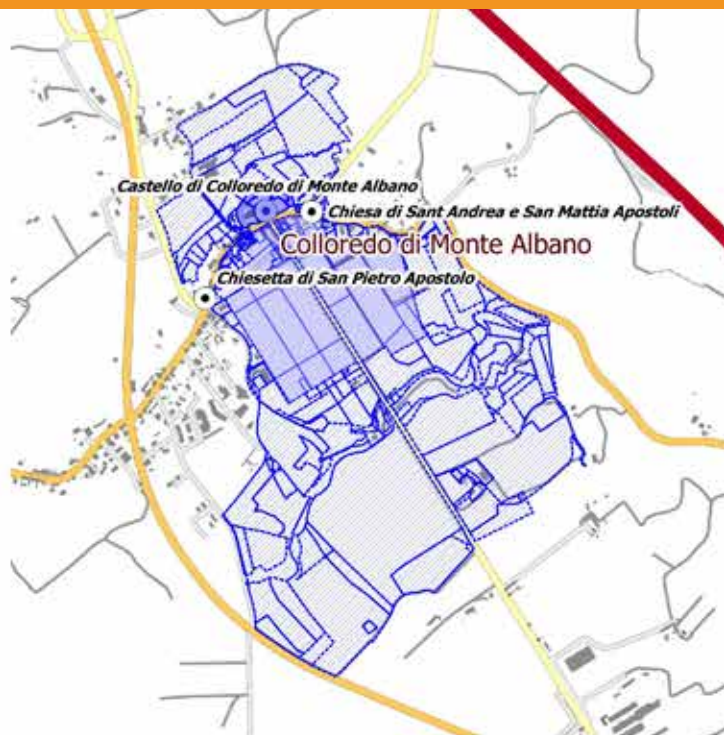 Castello di Colloredo di Monte Albano
Chiesa di Sant Andrea e San Mattia Apostoli
Colloredo di Monte Albano
Chiesetta di San Pietro Apostolo